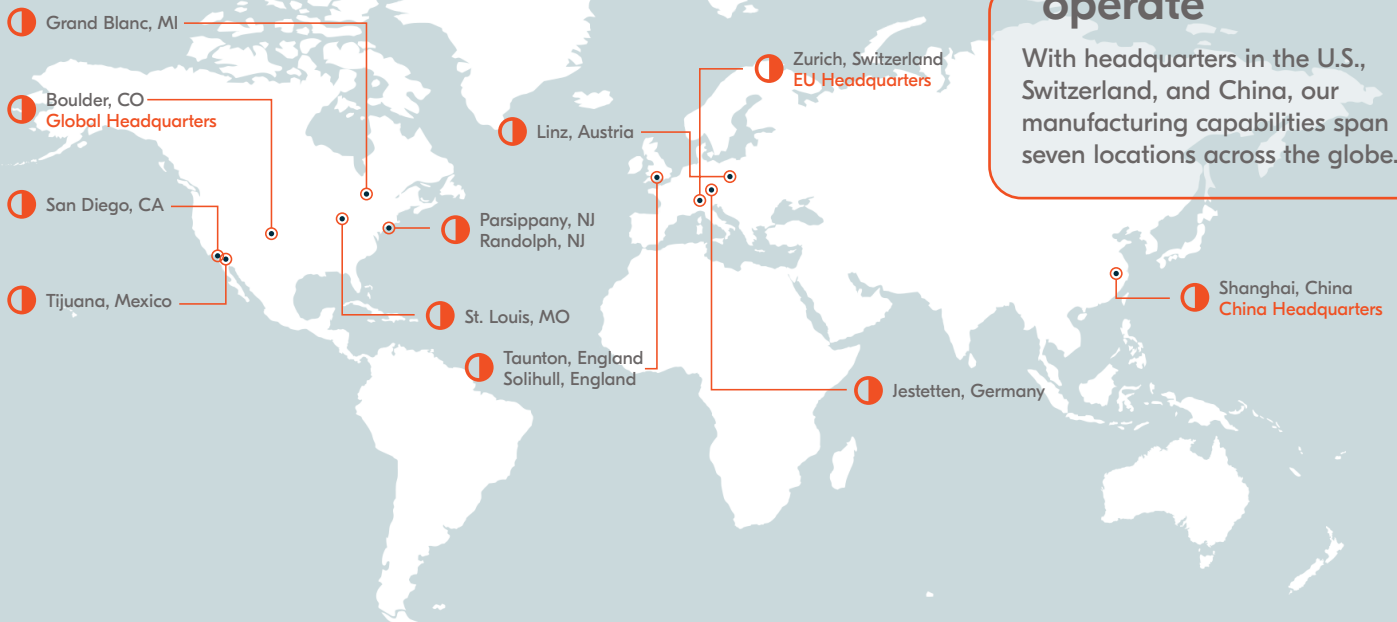 operate
With headquarters in the U.S.,
Switzerland, and China, our
manufacturing capabilities span
seven locations across the globe.
Grand Blanc, MI
Boulder, CO
Global Headquarters
San Diego, CA
Tijuana, Mexico
Parsippany, NJ
Randolph, NJ
St. Louis, MO
Zurich, Switzerland
EU Headquarters
Linz, Austria
Taunton, England
Solihull, England
Jestetten, Germany
Shanghai, China
China Headquarters